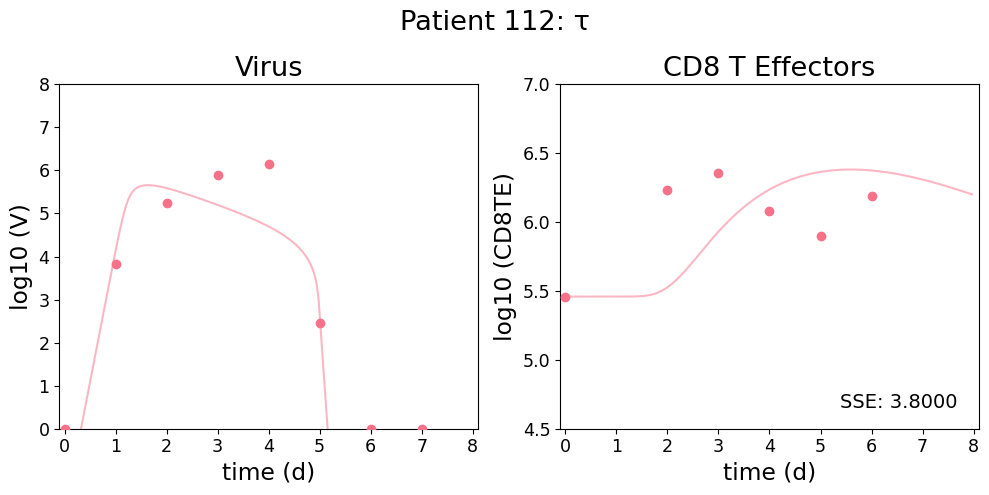 Patient 112: τ
Virus
CD8 T Effectors
log10 (V)
8
7
6
5
4
3
2
1
0
0 1 2 3 4 5 6 7 8
time (d)
log10 (CD8TE)
7.0
6.5
6.0
5.5
5.0
4.5
SSE: 3.8000
0 1 2 3 4 5 6 7 8
time (d)